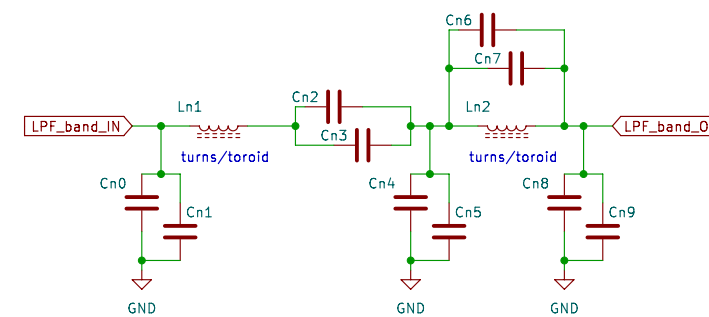 Cn6
Cn7
Ln1
Cn2
Ln2
LPF_band_IN
Cn3
LPF_band_O
turns/toroid
turns/toroid
Cn0
Cn4
Cn8
Cn1
Cn5
Cn9
GND
GND
GND